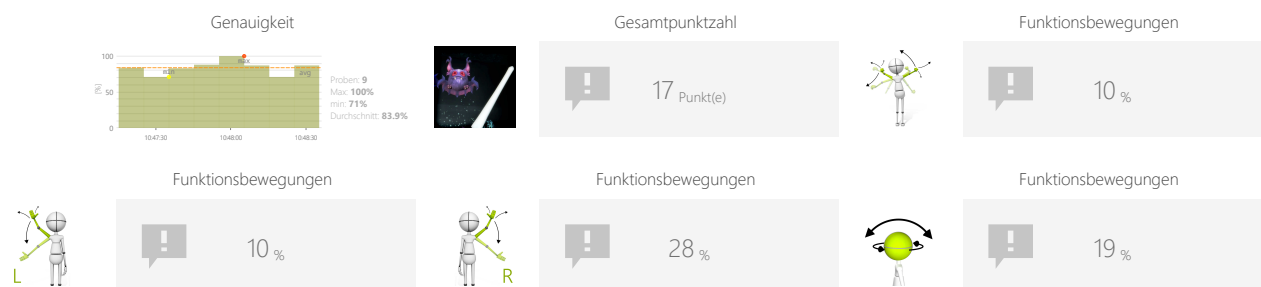 Genauigkeit
100
50
0
[%]
min
max
avg
10:47:30
10:48:00
10:48:30
Proben: 9
Max: 100%
min: 71%
Durchschnitt: 83.9%
Gesamtpunktzahl
17 Punkt(e)
Funktionsbewegungen
10 %
Funktionsbewegungen
L
10 %
Funktionsbewegungen
R
28 %
Funktionsbewegungen
19 %